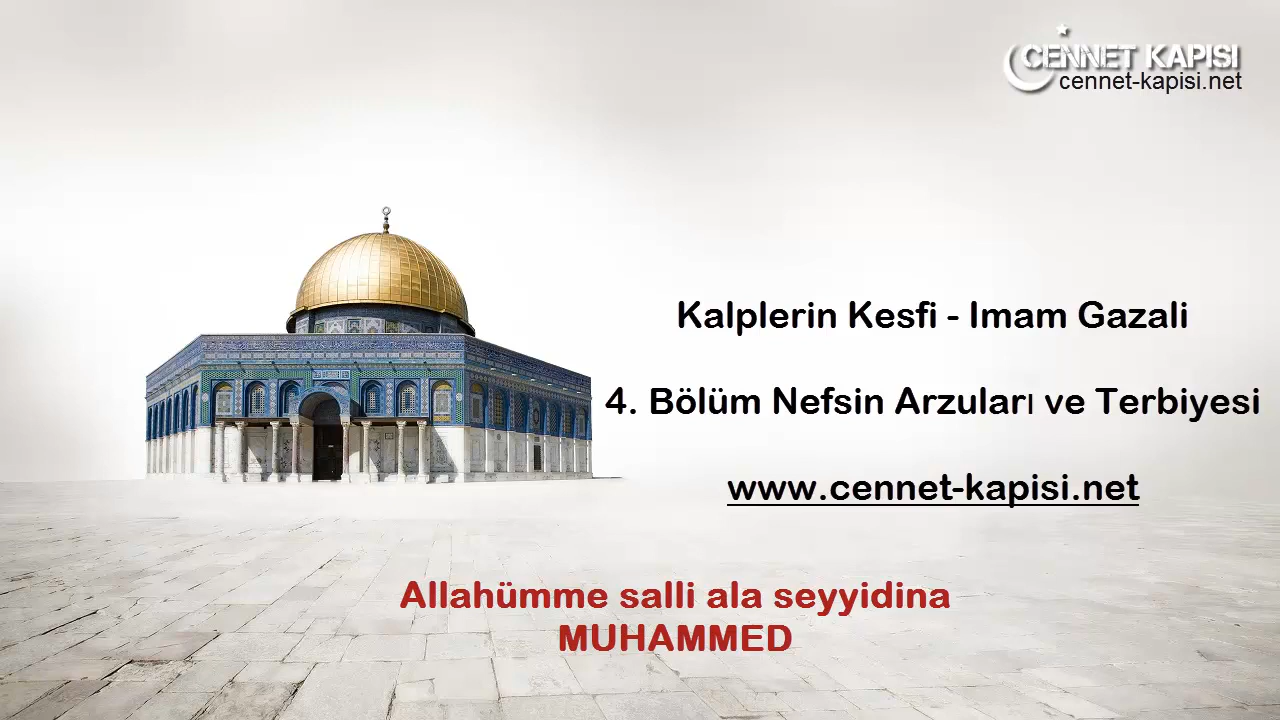 CENNET KAPISI
cennet-kapisi.net
Kalplerin Kesfi - Imam Gazali
4. Bölüm Nefsin Arzuları ve Terbiyesi
www.cennet-kapisi.net
Allahümme salli ala seyyidina
MUHAMMED